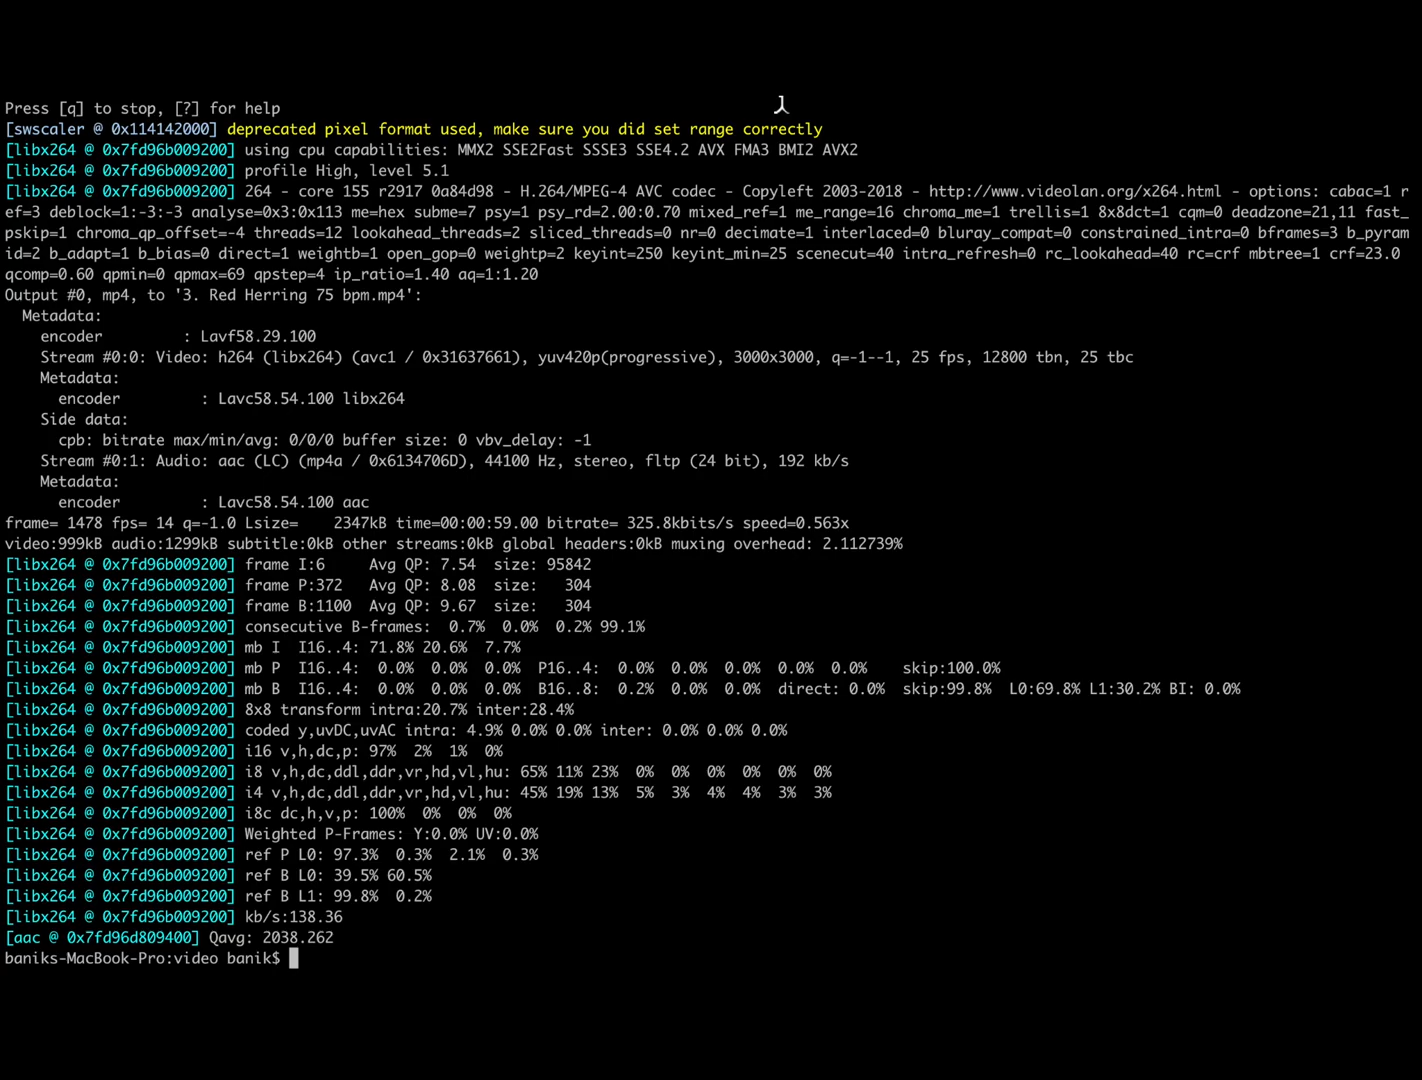 Press [q] to stop, [?] for help
[swscaler @ 0x114142000] deprecated pixel format used, make sure you did set range correctly
[libx264 @ 0x7fd96b009200] using cpu capabilities: MMX2 SSE2Fast SSSE3 SSE4.2 AVX FMA3 BMI2 AVX2
[libx264 @ 0x7fd96b009200] profile High, level 5.1
[libx264 @ 0x7fd96b009200] 264 - core 155 r2917 0a84d98 - H.264/MPEG-4 AVC codec - Copyleft 2003-2018 - http://www.videolan.org/x264.html - options: cabac=1 r
ef=3 deblock=1:-3:-3 analyse=0x3:0x113 me=hex subme=7 psy=1 psy_rd=2.00:0.70 mixed_ref=1 me_range=16 chroma_me=1 trellis=1 8x8dct=1 cqm=0 deadzone=21,11 fast_
pskip=1 chroma_qp_offset=-4 threads=12 lookahead_threads=2 sliced_threads=0 nr=0 decimate=1 interlaced=0 bluray_compat=0 constrained_intra=0 bframes=3 b_pyram
id=2 b_adapt=1 b_bias=0 direct=1 weightb=1 open_gop=0 weightp=2 keyint=250 keyint_min=25 scenecut=40 intra_refresh=0 rc_lookahead=40 rc=crf mbtree=1 crf=23.0
qcomp=0.60 qpmin=0 qpmax=69 qpstep=4 ip_ratio=1.40 aq=1:1.20
Output #0, mp4, to '3. Red Herring 75 bpm.mp4':
  Metadata:
    encoder         : Lavf58.29.100
    Stream #0:0: Video: h264 (libx264) (avc1 / 0x31637661), yuv420p(progressive), 3000x3000, q=-1--1, 25 fps, 12800 tbn, 25 tbc
    Metadata:
      encoder         : Lavc58.54.100 libx264
    Side data:
      cpb: bitrate max/min/avg: 0/0/0 buffer size: 0 vbv_delay: -1
    Stream #0:1: Audio: aac (LC) (mp4a / 0x6134706D), 44100 Hz, stereo, fltp (24 bit), 192 kb/s
    Metadata:
      encoder         : Lavc58.54.100 aac
frame= 1478 fps= 14 q=-1.0 Lsize=    2347kB time=00:00:59.00 bitrate= 325.8kbits/s speed=0.563x
video:999kB audio:1299kB subtitle:0kB other streams:0kB global headers:0kB muxing overhead: 2.112739%
[libx264 @ 0x7fd96b009200] frame I:6     Avg QP: 7.54  size: 95842
[libx264 @ 0x7fd96b009200] frame P:372   Avg QP: 8.08  size:   304
[libx264 @ 0x7fd96b009200] frame B:1100  Avg QP: 9.67  size:   304
[libx264 @ 0x7fd96b009200] consecutive B-frames:  0.7%  0.0%  0.2% 99.1%
[libx264 @ 0x7fd96b009200] mb I  I16..4: 71.8% 20.6%  7.7%
[libx264 @ 0x7fd96b009200] mb P  I16..4:  0.0%  0.0%  0.0%  P16..4:  0.0%  0.0%  0.0%  0.0%  0.0%    skip:100.0%
[libx264 @ 0x7fd96b009200] mb B  I16..4:  0.0%  0.0%  0.0%  B16..8:  0.2%  0.0%  0.0%  direct: 0.0%  skip:99.8%  L0:69.8% L1:30.2% BI: 0.0%
[libx264 @ 0x7fd96b009200] 8x8 transform intra:20.7% inter:28.4%
[libx264 @ 0x7fd96b009200] coded y,uvDC,uvAC intra: 4.9% 0.0% 0.0% inter: 0.0% 0.0% 0.0%
[libx264 @ 0x7fd96b009200] i16 v,h,dc,p: 97%  2%  1%  0%
[libx264 @ 0x7fd96b009200] i8 v,h,dc,ddl,ddr,vr,hd,vl,hu: 65% 11% 23%  0%  0%  0%  0%  0%  0%
[libx264 @ 0x7fd96b009200] i4 v,h,dc,ddl,ddr,vr,hd,vl,hu: 45% 19% 13%  5%  3%  4%  4%  3%  3%
[libx264 @ 0x7fd96b009200] i8c dc,h,v,p: 100%  0%  0%  0%
[libx264 @ 0x7fd96b009200] Weighted P-Frames: Y:0.0% UV:0.0%
[libx264 @ 0x7fd96b009200] ref P L0: 97.3%  0.3%  2.1%  0.3%
[libx264 @ 0x7fd96b009200] ref B L0: 39.5% 60.5%
[libx264 @ 0x7fd96b009200] ref B L1: 99.8%  0.2%
[libx264 @ 0x7fd96b009200] kb/s:138.36
[aac @ 0x7fd96d809400] Qavg: 2038.262
baniks-MacBook-Pro:video banik$